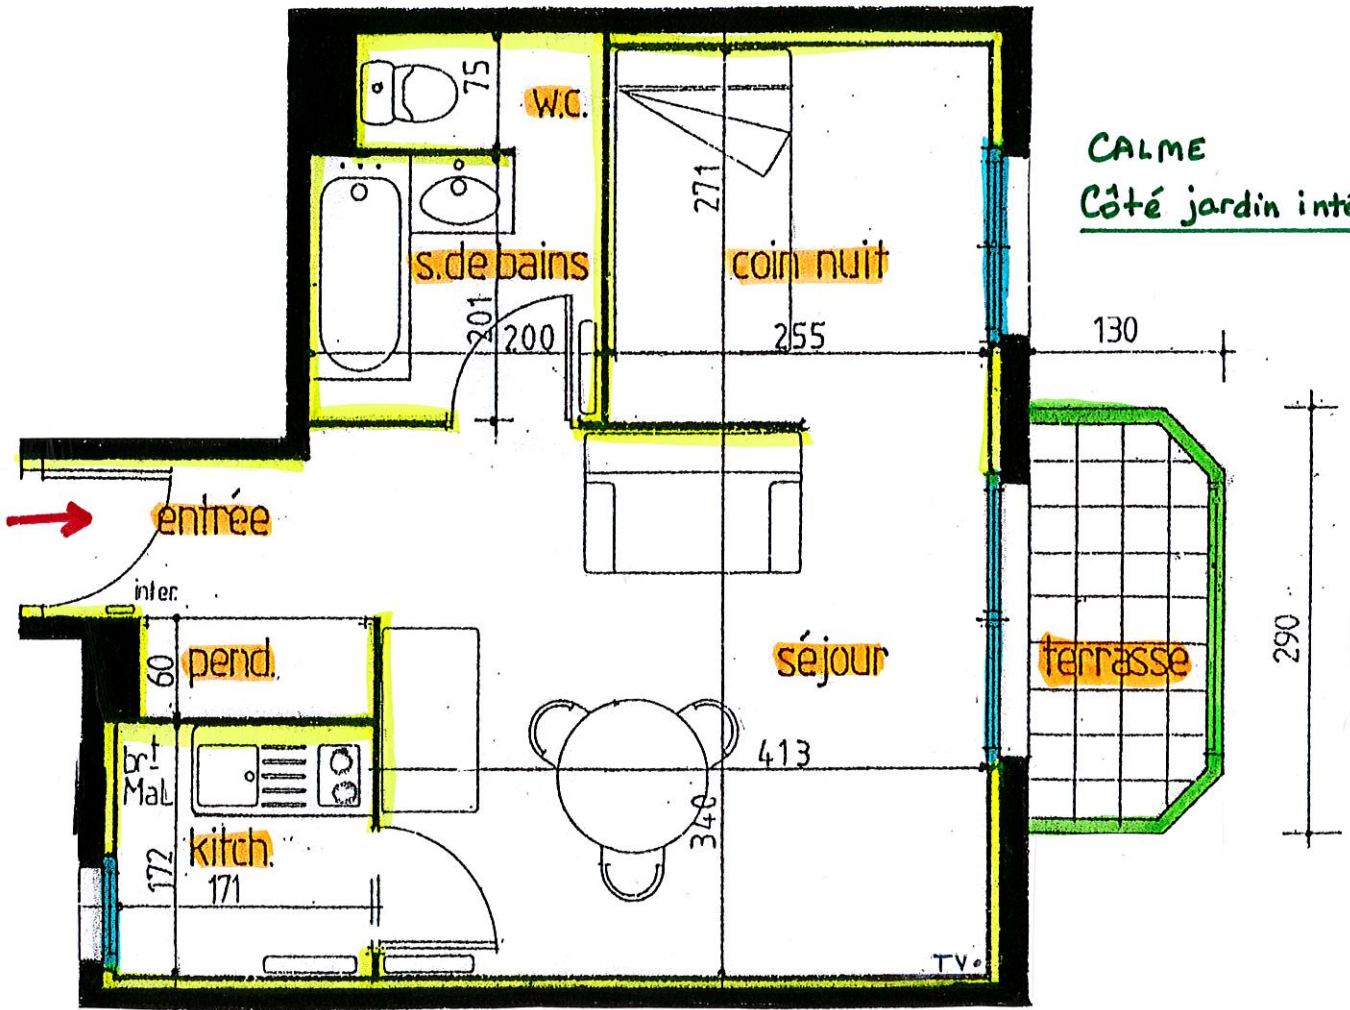 75
W.C.
271
CALME
Côté jardin inté
s.de bains
coin nuit
201
200
255
130
entrée
inter.
60
pend.
séjour
terrasse
290
br!
Mal
413
340
kitch.
172
171
TV